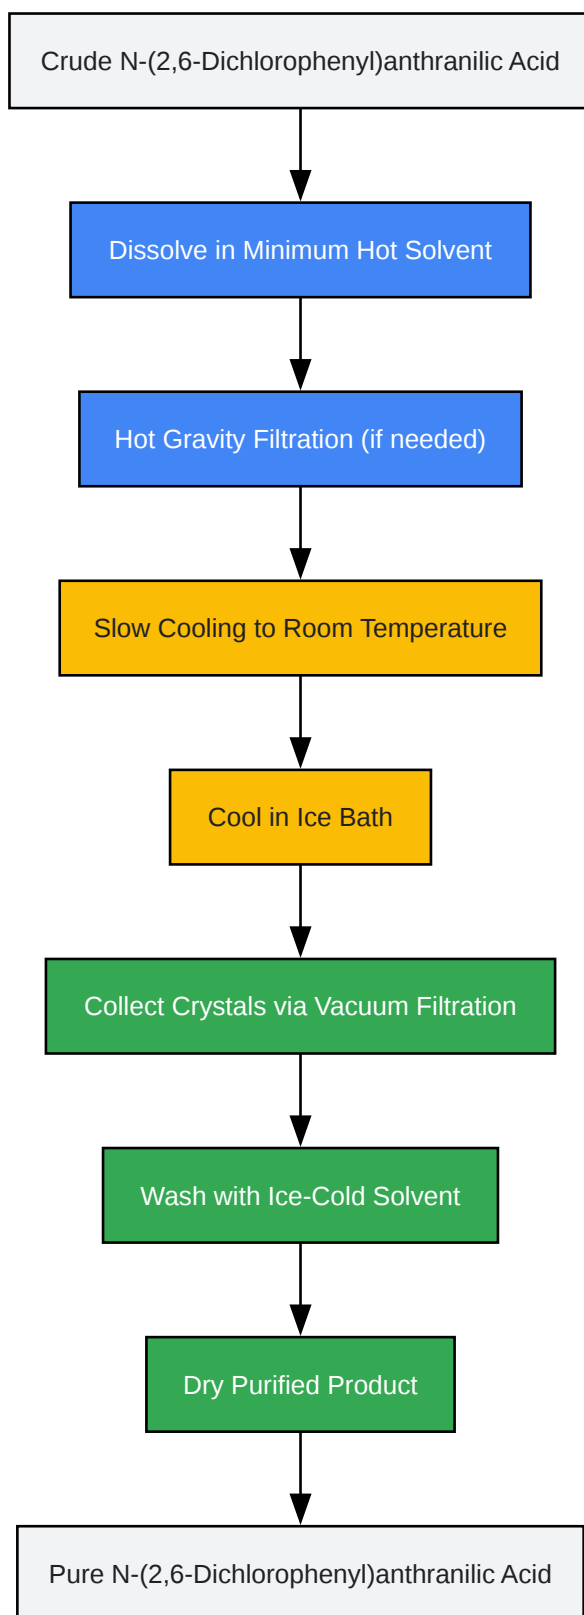 Crude N-(2,6-Dichlorophenyl)anthranilic Acid
Dissolve in Minimum Hot Solvent
Hot Gravity Filtration (if needed)
Slow Cooling to Room Temperature
Cool in Ice Bath
Collect Crystals via Vacuum Filtration
Wash with Ice-Cold Solvent
Dry Purified Product
Pure N-(2,6-Dichlorophenyl)anthranilic Acid